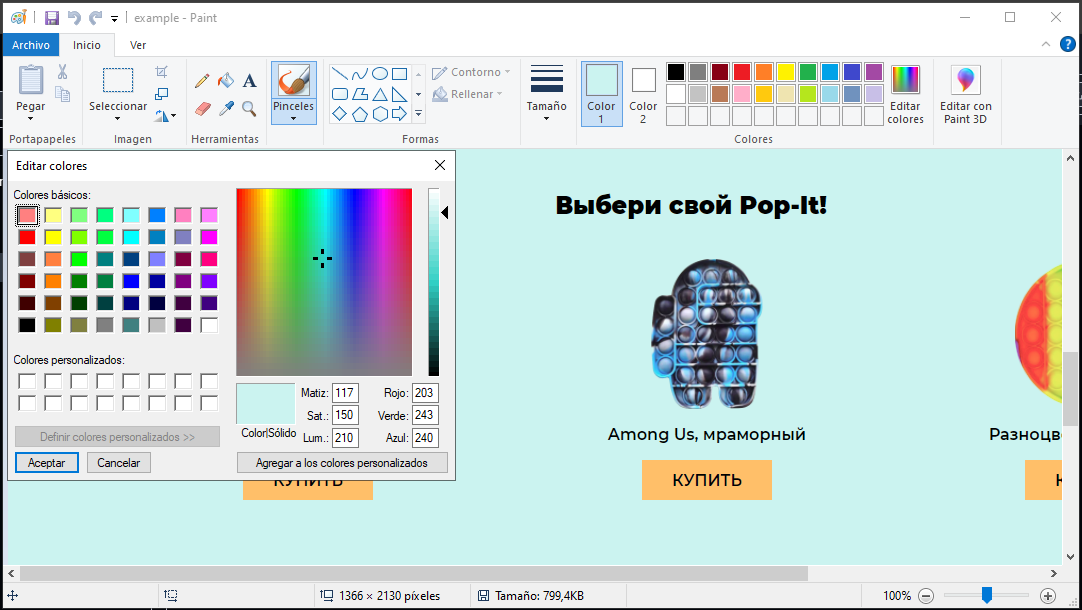 example - Paint
Archivo Inicio Ver
Pegar
Seleccionar
Pinceles
Contorno
Rellenar
Tamaño
Color 1
Color 2
Editar colores
Editar con Paint 3D
Portapapeles Imagen Herramientas Formas Colores
Editar colores
Colores básicos:
Colores personalizados:
Definir colores personalizados >>
Aceptar Cancelar
Color|Sólido
Matiz: 117 Rojo: 203
Sat.: 150 Verde: 243
Lum.: 210 Azul: 240
Agregar a los colores personalizados
Выбери свой Pop-It!
Among Us, мраморный
КУПИТЬ
КУПИТЬ
Разноцв
К
1366 × 2130 píxeles Tamaño: 799,4KB 100%